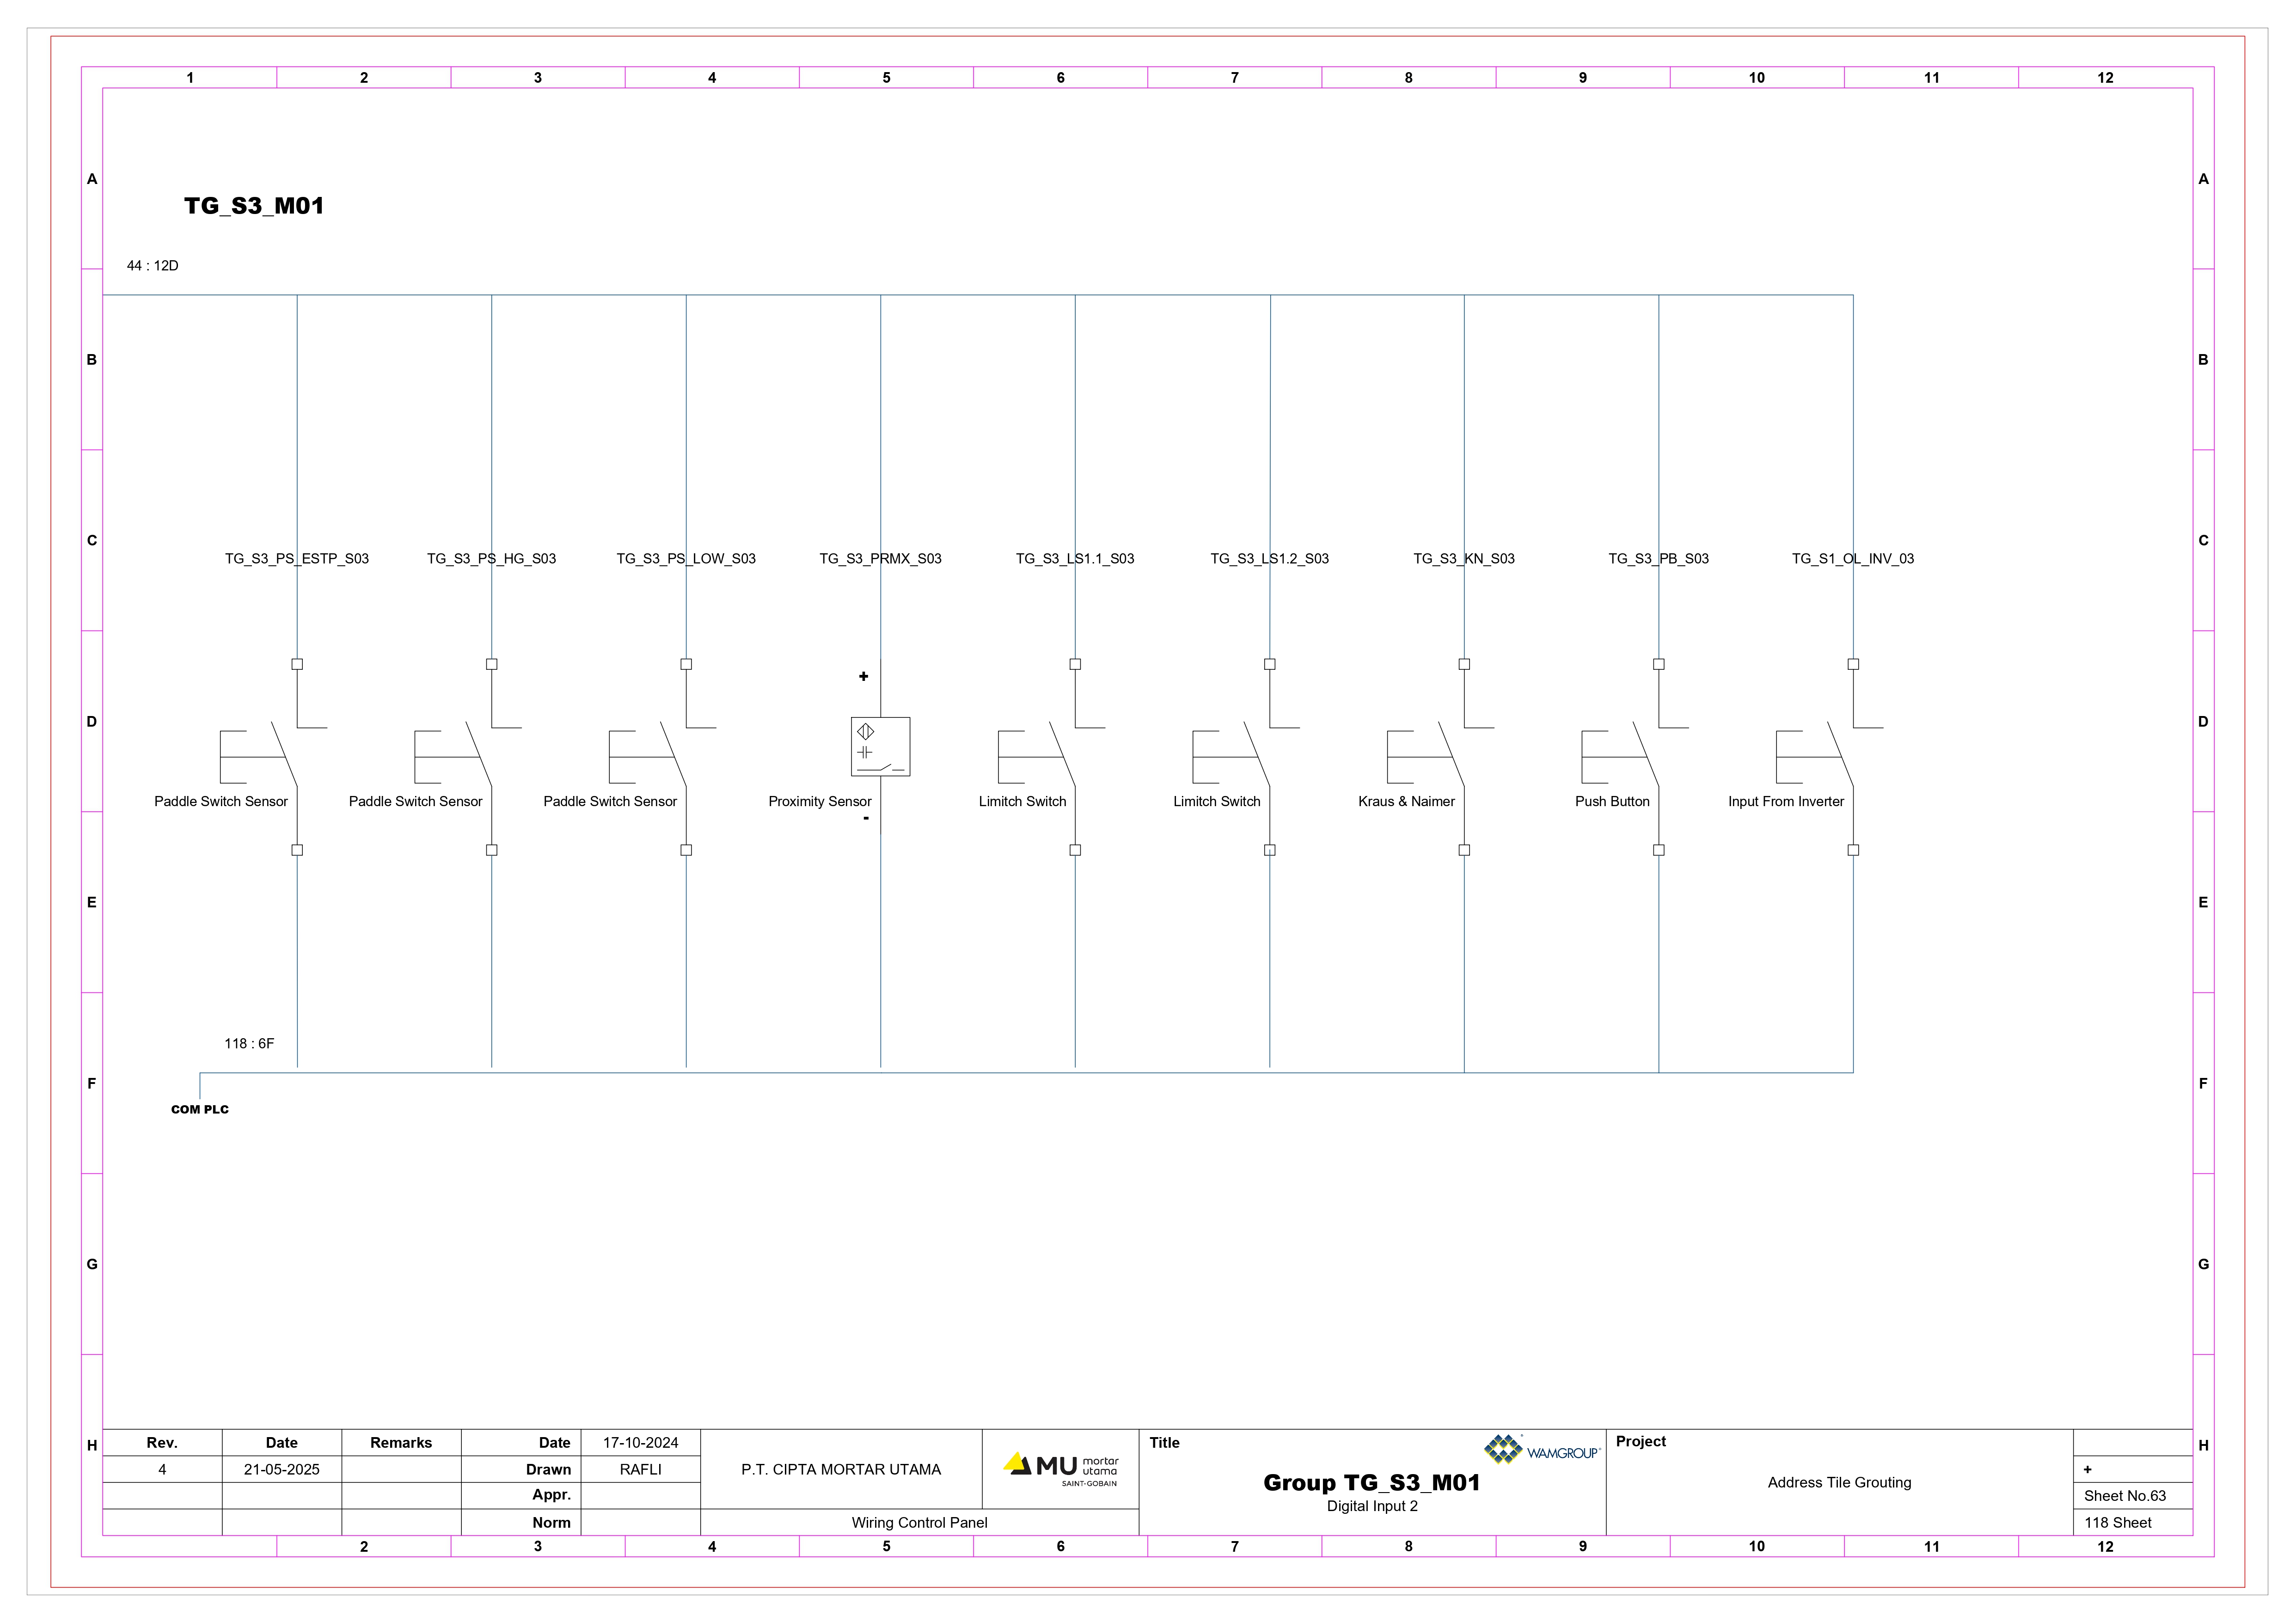 1 2 3 4 5 6 7 8 9 10 11 12
A A
TG_S3_M01
44 : 12D
B B
C C
TG_S3_PS_ESTP_S03 TG_S3_PS_HG_S03 TG_S3_PS_LOW_S03 TG_S3_PRMX_S03 TG_S3_LS1.1_S03 TG_S3_LS1.2_S03 TG_S3_KN_S03 TG_S3_PB_S03 TG_S1_OL_INV_03
+
D D
Paddle Switch Sensor Paddle Switch Sensor Paddle Switch Sensor Proximity Sensor Limitch Switch Limitch Switch Kraus & Naimer Push Button Input From Inverter
-
E E
118 : 6F
F F
COM PLC
G G
H H
Rev. Date Remarks Date 17-10-2024
4 21-05-2025 Drawn RAFLI
Appr.
Norm
P.T. CIPTA MORTAR UTAMA
MU mortar
utama
SAINT-GOBAIN
Wiring Control Panel
Title
WAMGROUP®
Group TG_S3_M01
Digital Input 2
Project
Address Tile Grouting
+
Sheet No.63
118 Sheet
2 3 4 5 6 7 8 9 10 11 12